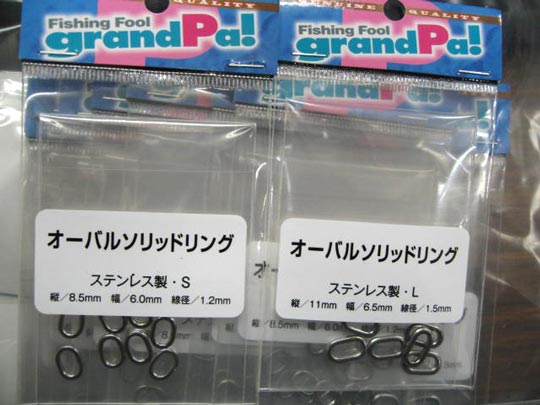 QUALITY
Fishing Fool
grandPa!
オーバルソリッドリング
ステンレス製・S
縦/8.5mm 幅/6.0mm 線径/1.2mm
GENUINE QUALITY
Fishing Fool
grandPa!
オーバルソリッドリング
ステンレス製・L
縦/11mm 幅/6.5mm 線径/1.5mm